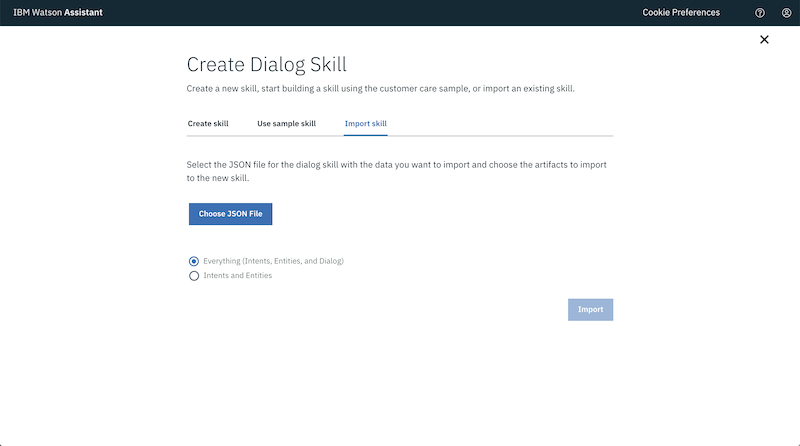 IBM Watson Assistant
Cookie Preferences
Create Dialog Skill
Create a new skill, start building a skill using the customer care sample, or import an existing skill.
Create skill
Use sample skill
Import skill
Select the JSON file for the dialog skill with the data you want to import and choose the artifacts to import
to the new skill.
Choose JSON File
Everything (Intents, Entities, and Dialog)
Intents and Entities
Import